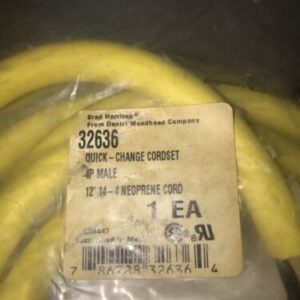 Brad Harrison®
From Daniel Woodhead Company
32636
QUICK - CHANGE CORDSET
4P MALE
12' 14-4 NEOPRENE CORD
1 EA
7 86788 32636 4